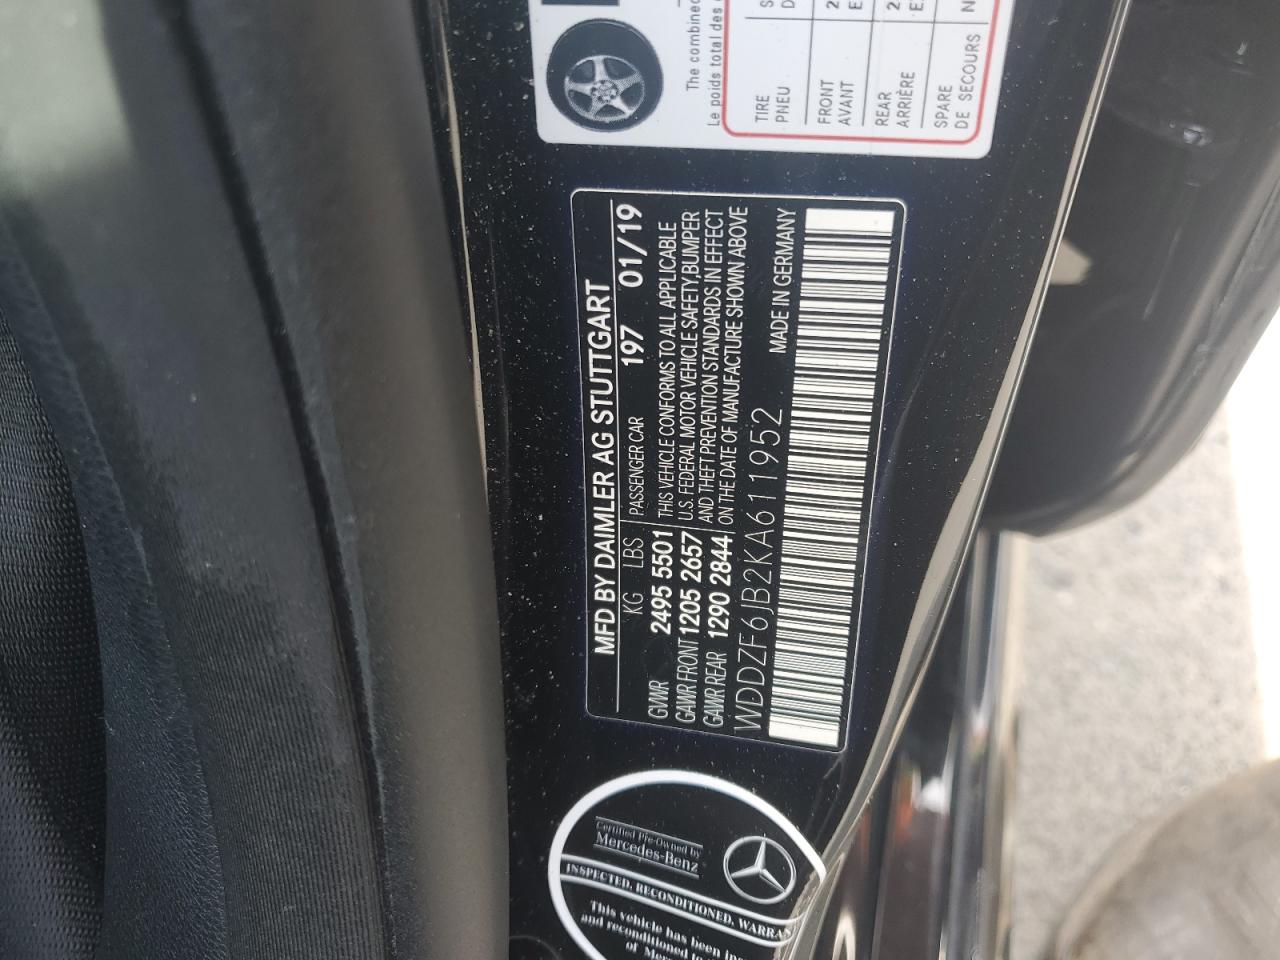 The combined
Le poids total des
TIRE
PNEU
FRONT
AVANT
REAR
ARRIÈRE
SPARE
DE SECOURS
MFD BY DAIMLER AG STUTTGART
KG LBS PASSENGER CAR 197 01/19
GVWR 2495 5501
GAWR FRONT 1205 2657
GAWR REAR 1290 2844
THIS VEHICLE CONFORMS TO ALL APPLICABLE
U.S. FEDERAL MOTOR VEHICLE SAFETY, BUMPER
AND THEFT PREVENTION STANDARDS IN EFFECT
ON THE DATE OF MANUFACTURE SHOWN ABOVE
WDDZF6JB2KA611952 MADE IN GERMANY
Certified Pre-Owned by
Mercedes-Benz
INSPECTED, RECONDITIONED, WARRAN
This vehicle has been
and reconditioned
of